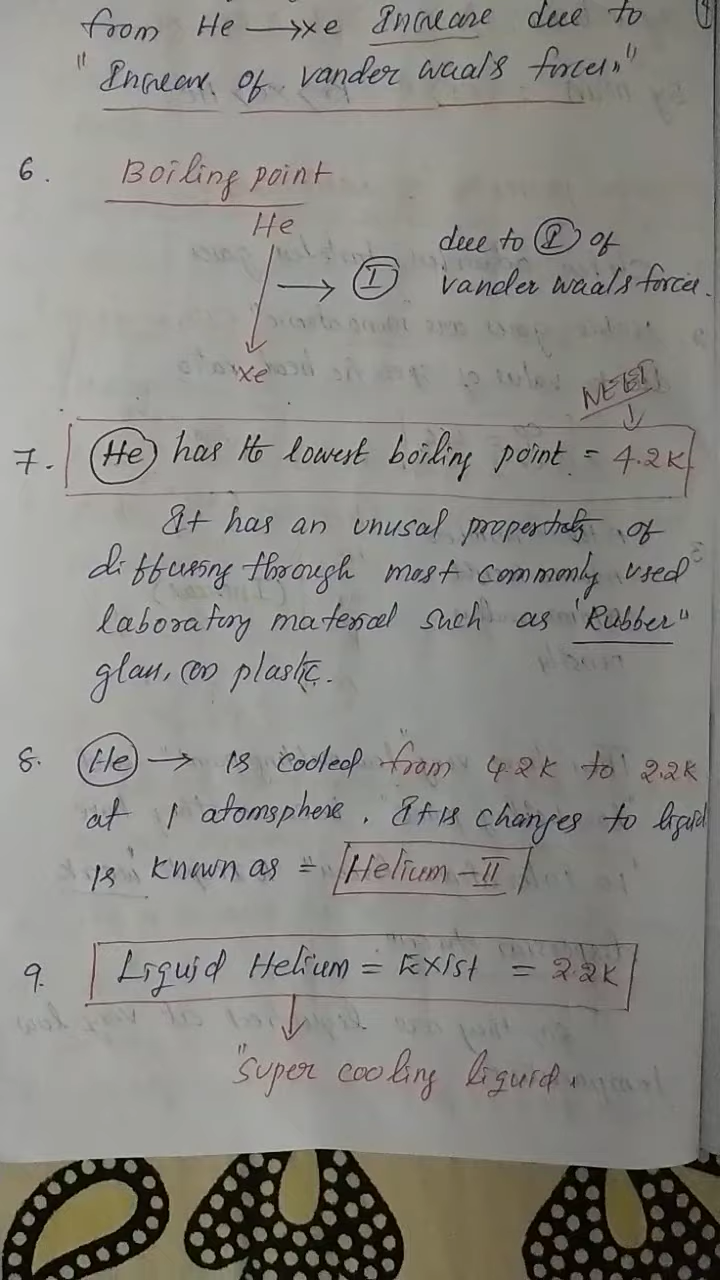 from He → xe Increase due to
"Increase of vander waals forces"
6. Boiling point
He
→ I due to I of
vander waals forces.
xe
NEET
7. He has the lowest boiling point = 4.2K
It has an unusal property of
diffusing through most commonly used
laboratory material such as "Rubber"
glass, (or) plastic.
8. He → is cooled from 4.2K to 2.2K
at 1 atomsphere. It is changes to liquid
is known as = Helium-II
9. Liquid Helium = Exist = 2.2K
"Super cooling liquid.